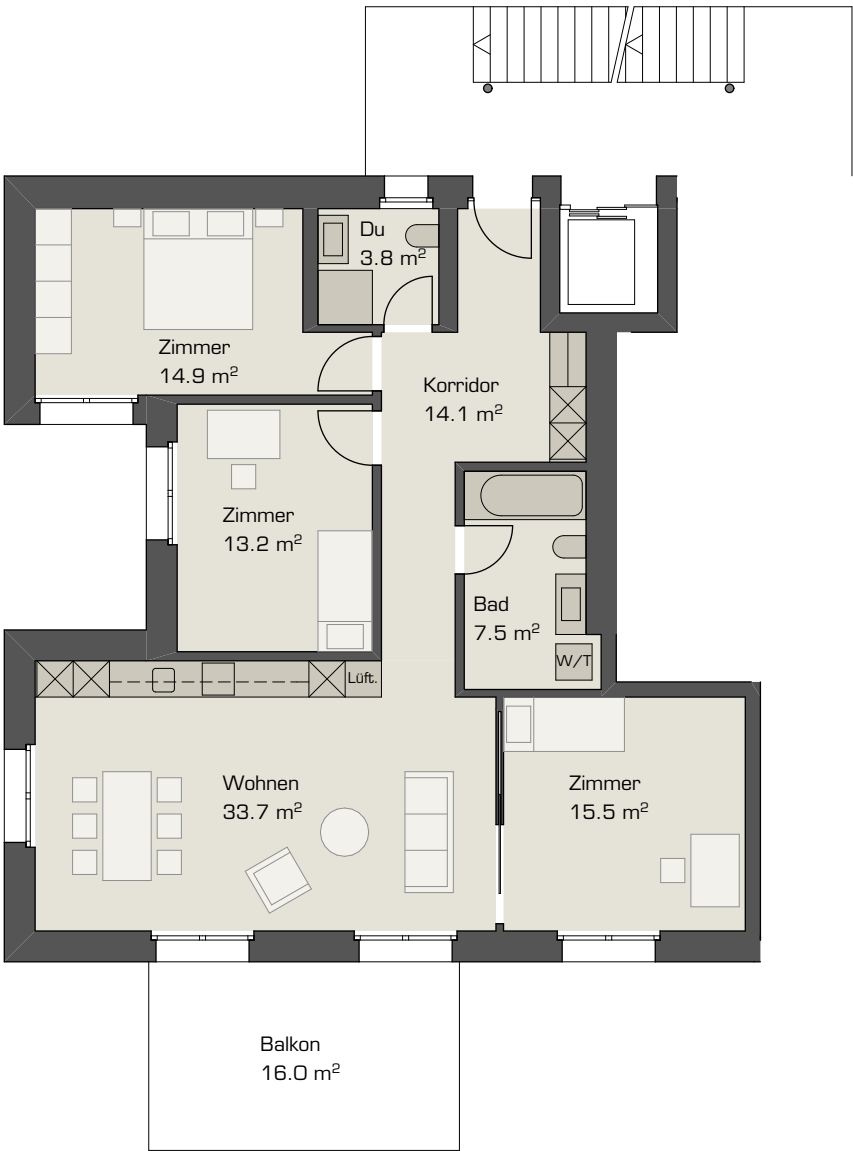 Du
3.8 m²
Zimmer
14.9 m²
Korridor
14.1 m²
Zimmer
13.2 m²
Bad
7.5 m²
W/T
Lüft.
Wohnen
33.7 m²
Zimmer
15.5 m²
Balkon
16.0 m²